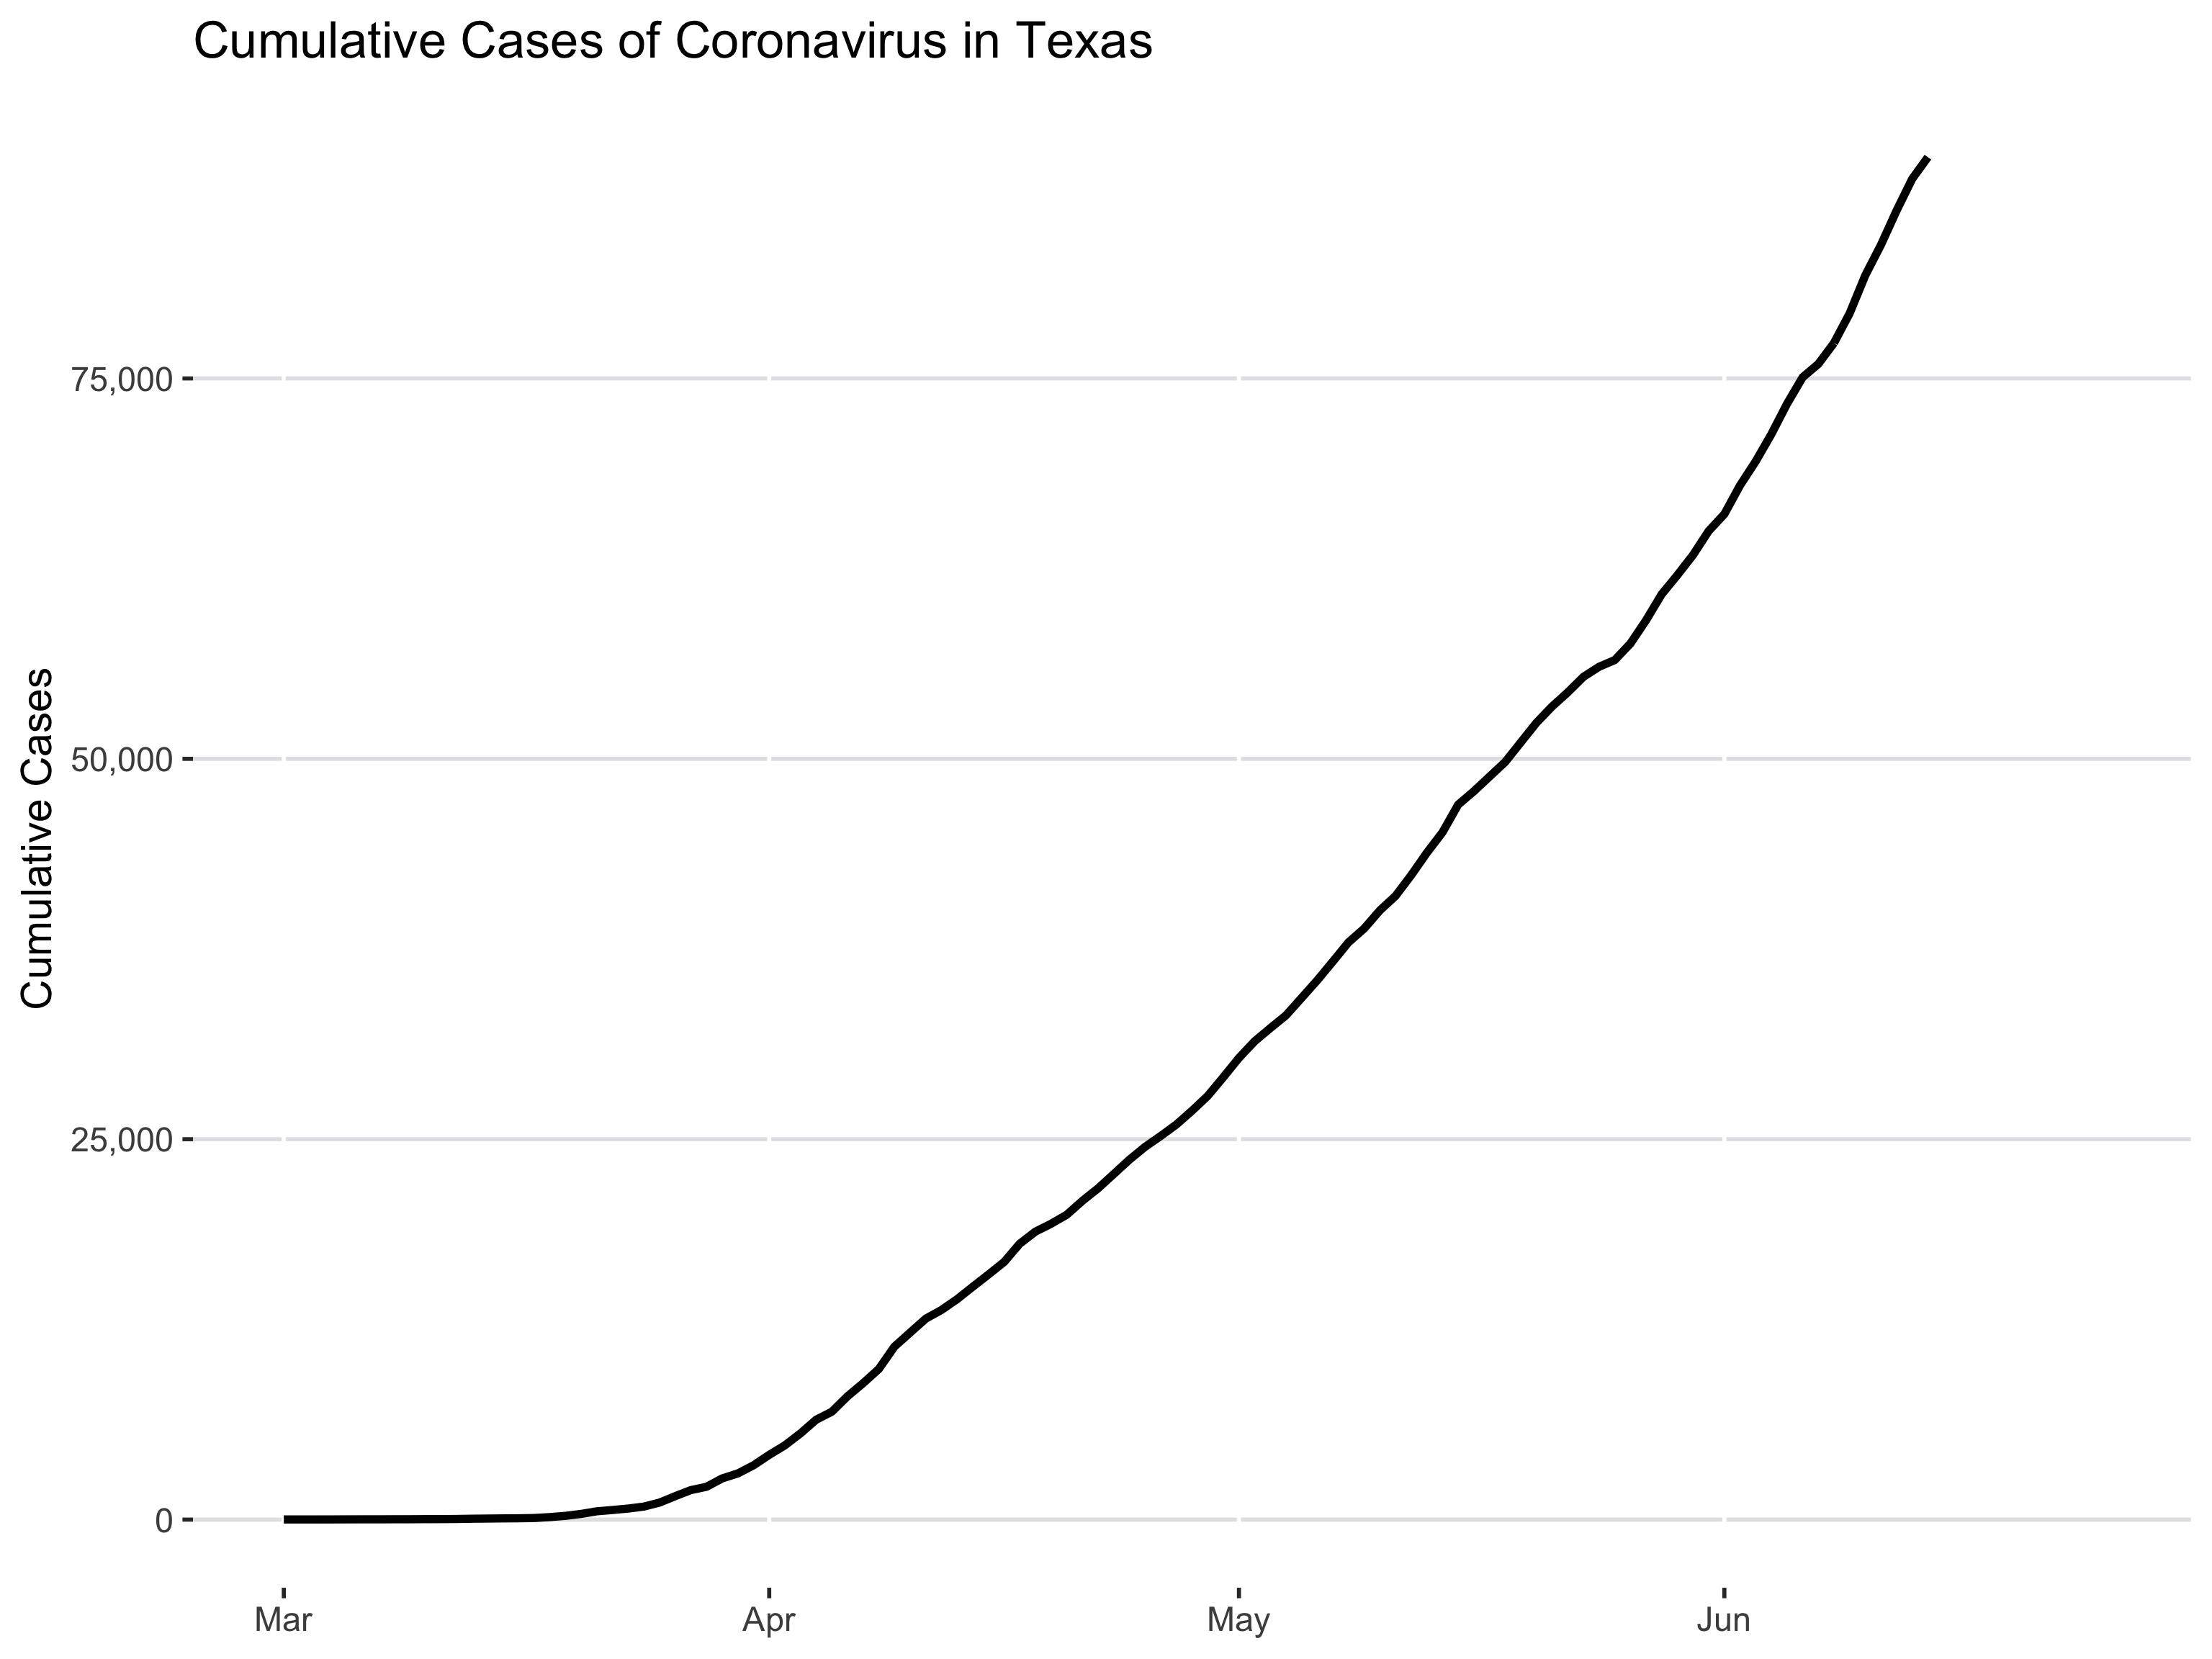 Cumulative Cases of Coronavirus in Texas
Cumulative Cases
75,000
50,000
25,000
0
Mar
Apr
May
Jun